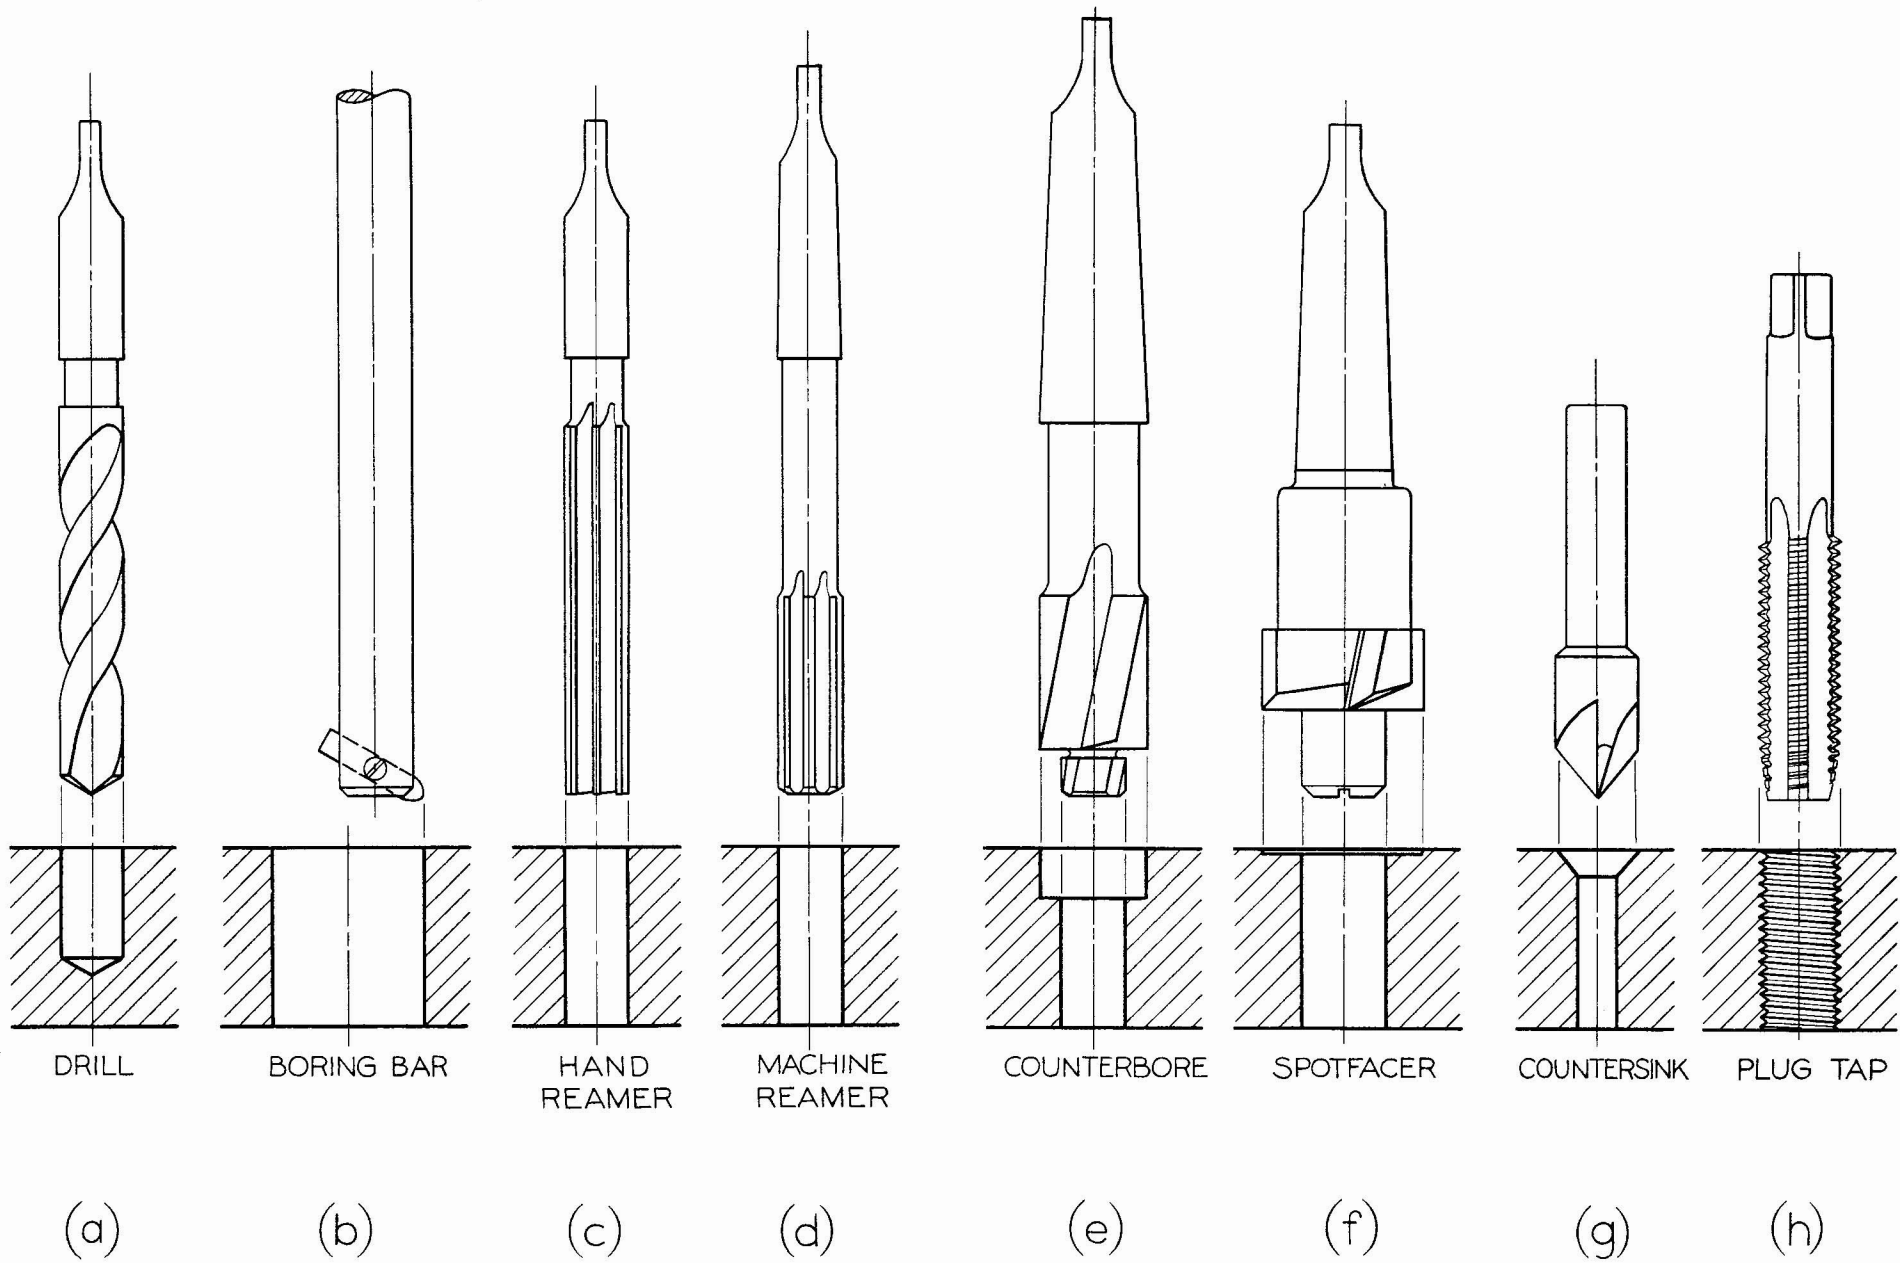 DRILL
BORING BAR
HAND
REAMER
MACHINE
REAMER
COUNTERBORE
SPOTFACER
COUNTERSINK
PLUG TAP
(a)
(b)
(c)
(d)
(e)
(f)
(g)
(h)